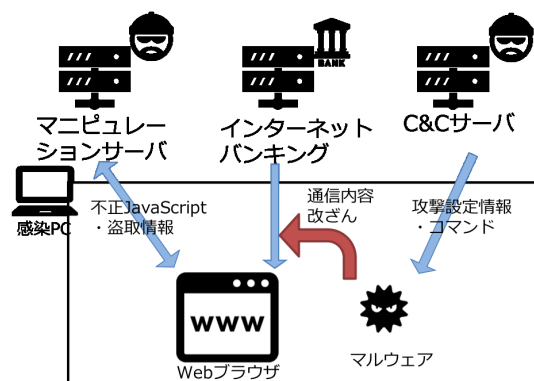 BANK
マニピュレー
ションサーバ
インターネット
バンキング
C&Cサーバ
感染PC
不正JavaScript
・盗取情報
通信内容
改ざん
攻撃設定情報
・コマンド
www
Webブラウザ
マルウェア